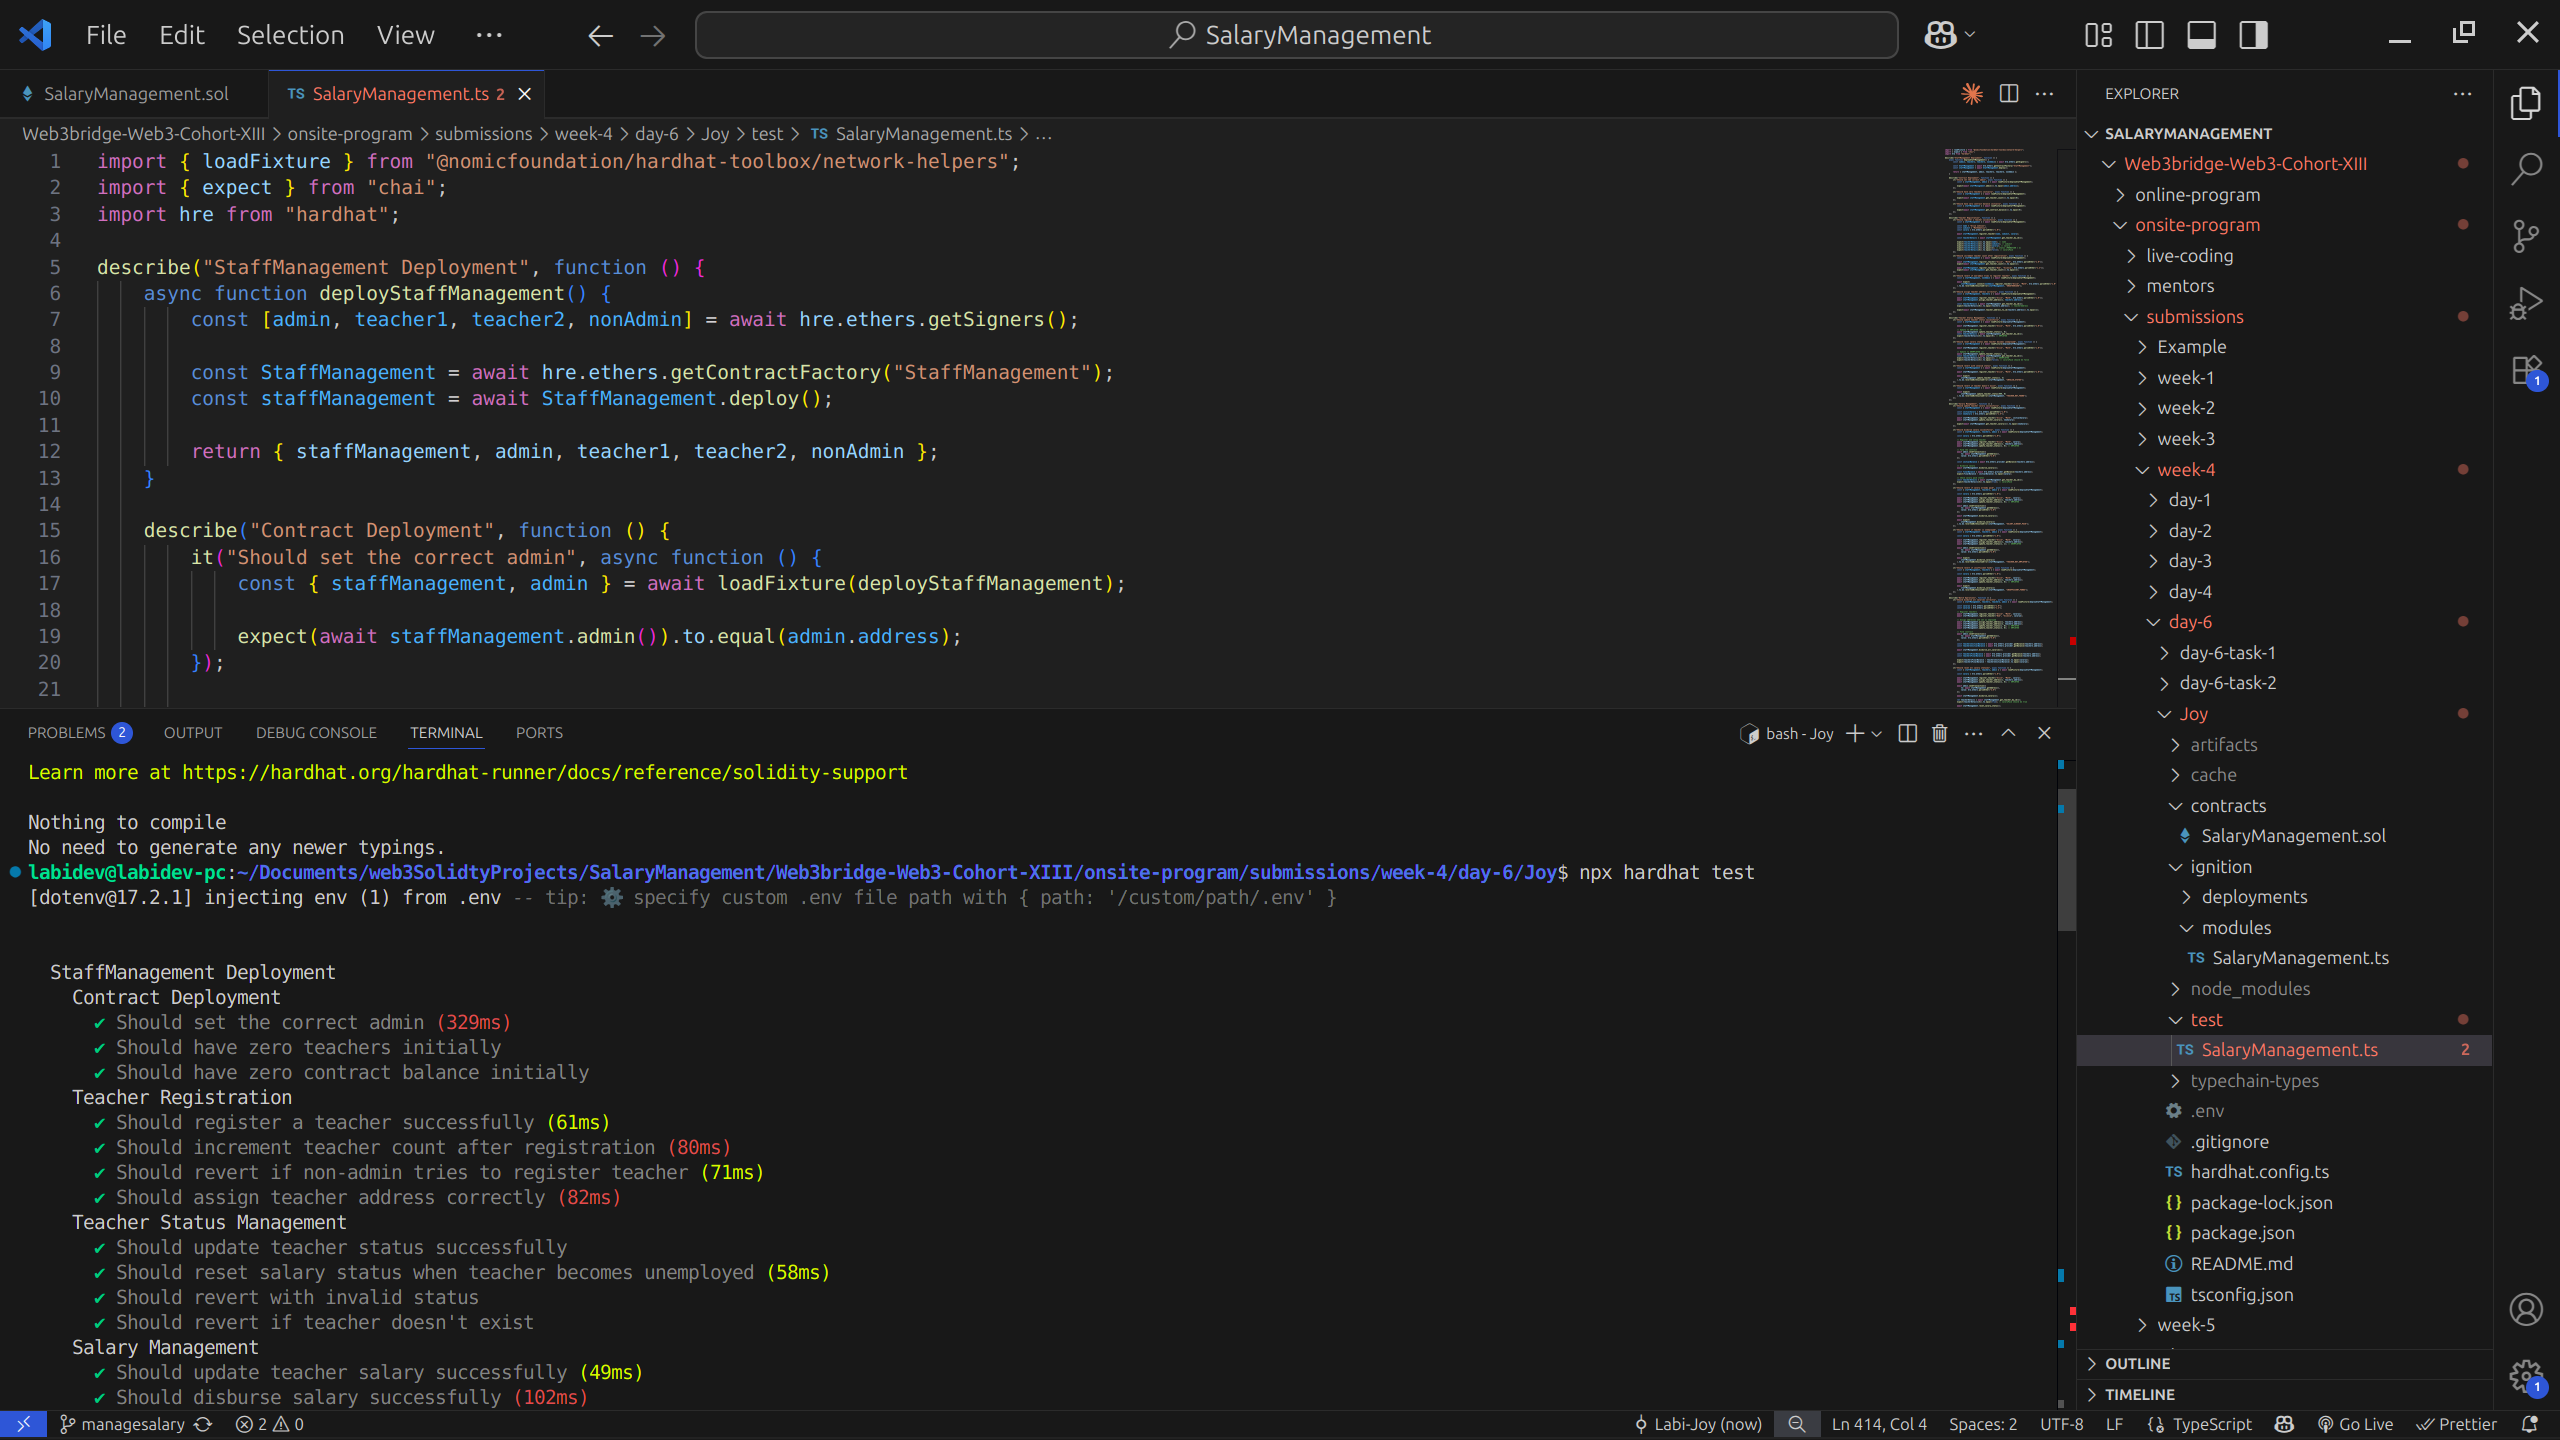 File Edit Selection View ··· SalaryManagement
SalaryManagement.sol TS SalaryManagement.ts 2
Web3bridge-Web3-Cohort-XIII > onsite-program > submissions > week-4 > day-6 > Joy > test > TS SalaryManagement.ts > ...
1 import { loadFixture } from "@nomicfoundation/hardhat-toolbox/network-helpers";
2 import { expect } from "chai";
3 import hre from "hardhat";
4
5 describe("StaffManagement Deployment", function () {
6 async function deployStaffManagement() {
7 const [admin, teacher1, teacher2, nonAdmin] = await hre.ethers.getSigners();
8
9 const StaffManagement = await hre.ethers.getContractFactory("StaffManagement");
10 const staffManagement = await StaffManagement.deploy();
11
12 return { staffManagement, admin, teacher1, teacher2, nonAdmin };
13 }
14
15 describe("Contract Deployment", function () {
16 it("Should set the correct admin", async function () {
17 const { staffManagement, admin } = await loadFixture(deployStaffManagement);
18
19 expect(await staffManagement.admin()).to.equal(admin.address);
20 });
21
PROBLEMS 2 OUTPUT DEBUG CONSOLE TERMINAL PORTS bash - Joy
Learn more at https://hardhat.org/hardhat-runner/docs/reference/solidity-support
Nothing to compile
No need to generate any newer typings.
labidev@labidev-pc:~/Documents/web3SolidtyProjects/SalaryManagement/Web3bridge-Web3-Cohort-XIII/onsite-program/submissions/week-4/day-6/Joy$ npx hardhat test
[dotenv@17.2.1] injecting env (1) from .env -- tip: ⚙️ specify custom .env file path with { path: '/custom/path/.env' }
StaffManagement Deployment
Contract Deployment
✔ Should set the correct admin (329ms)
✔ Should have zero teachers initially
✔ Should have zero contract balance initially
Teacher Registration
✔ Should register a teacher successfully (61ms)
✔ Should increment teacher count after registration (80ms)
✔ Should revert if non-admin tries to register teacher (71ms)
✔ Should assign teacher address correctly (82ms)
Teacher Status Management
✔ Should update teacher status successfully
✔ Should reset salary status when teacher becomes unemployed (58ms)
✔ Should revert with invalid status
✔ Should revert if teacher doesn't exist
Salary Management
✔ Should update teacher salary successfully (49ms)
✔ Should disburse salary successfully (102ms)
EXPLORER
SALARYMANAGEMENT
Web3bridge-Web3-Cohort-XIII
online-program
onsite-program
live-coding
mentors
submissions
Example
week-1
week-2
week-3
week-4
day-1
day-2
day-3
day-4
day-6
day-6-task-1
day-6-task-2
Joy
artifacts
cache
contracts
SalaryManagement.sol
ignition
deployments
modules
TS SalaryManagement.ts
node_modules
test
TS SalaryManagement.ts 2
typechain-types
.env
.gitignore
TS hardhat.config.ts
{} package-lock.json
{} package.json
README.md
tsconfig.json
week-5
OUTLINE
TIMELINE
1
1
managesalary 2 0 Labi-Joy (now) Ln 414, Col 4 Spaces: 2 UTF-8 LF TypeScript Go Live Prettier